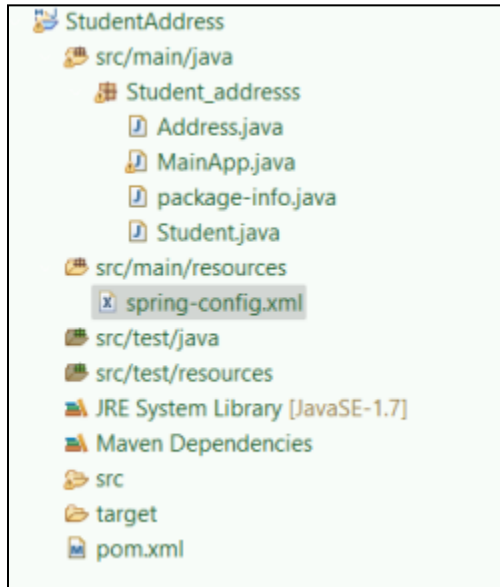 StudentAddress
src/main/java
Student_addresss
Address.java
MainApp.java
package-info.java
Student.java
src/main/resources
spring-config.xml
src/test/java
src/test/resources
JRE System Library [JavaSE-1.7]
Maven Dependencies
src
target
pom.xml